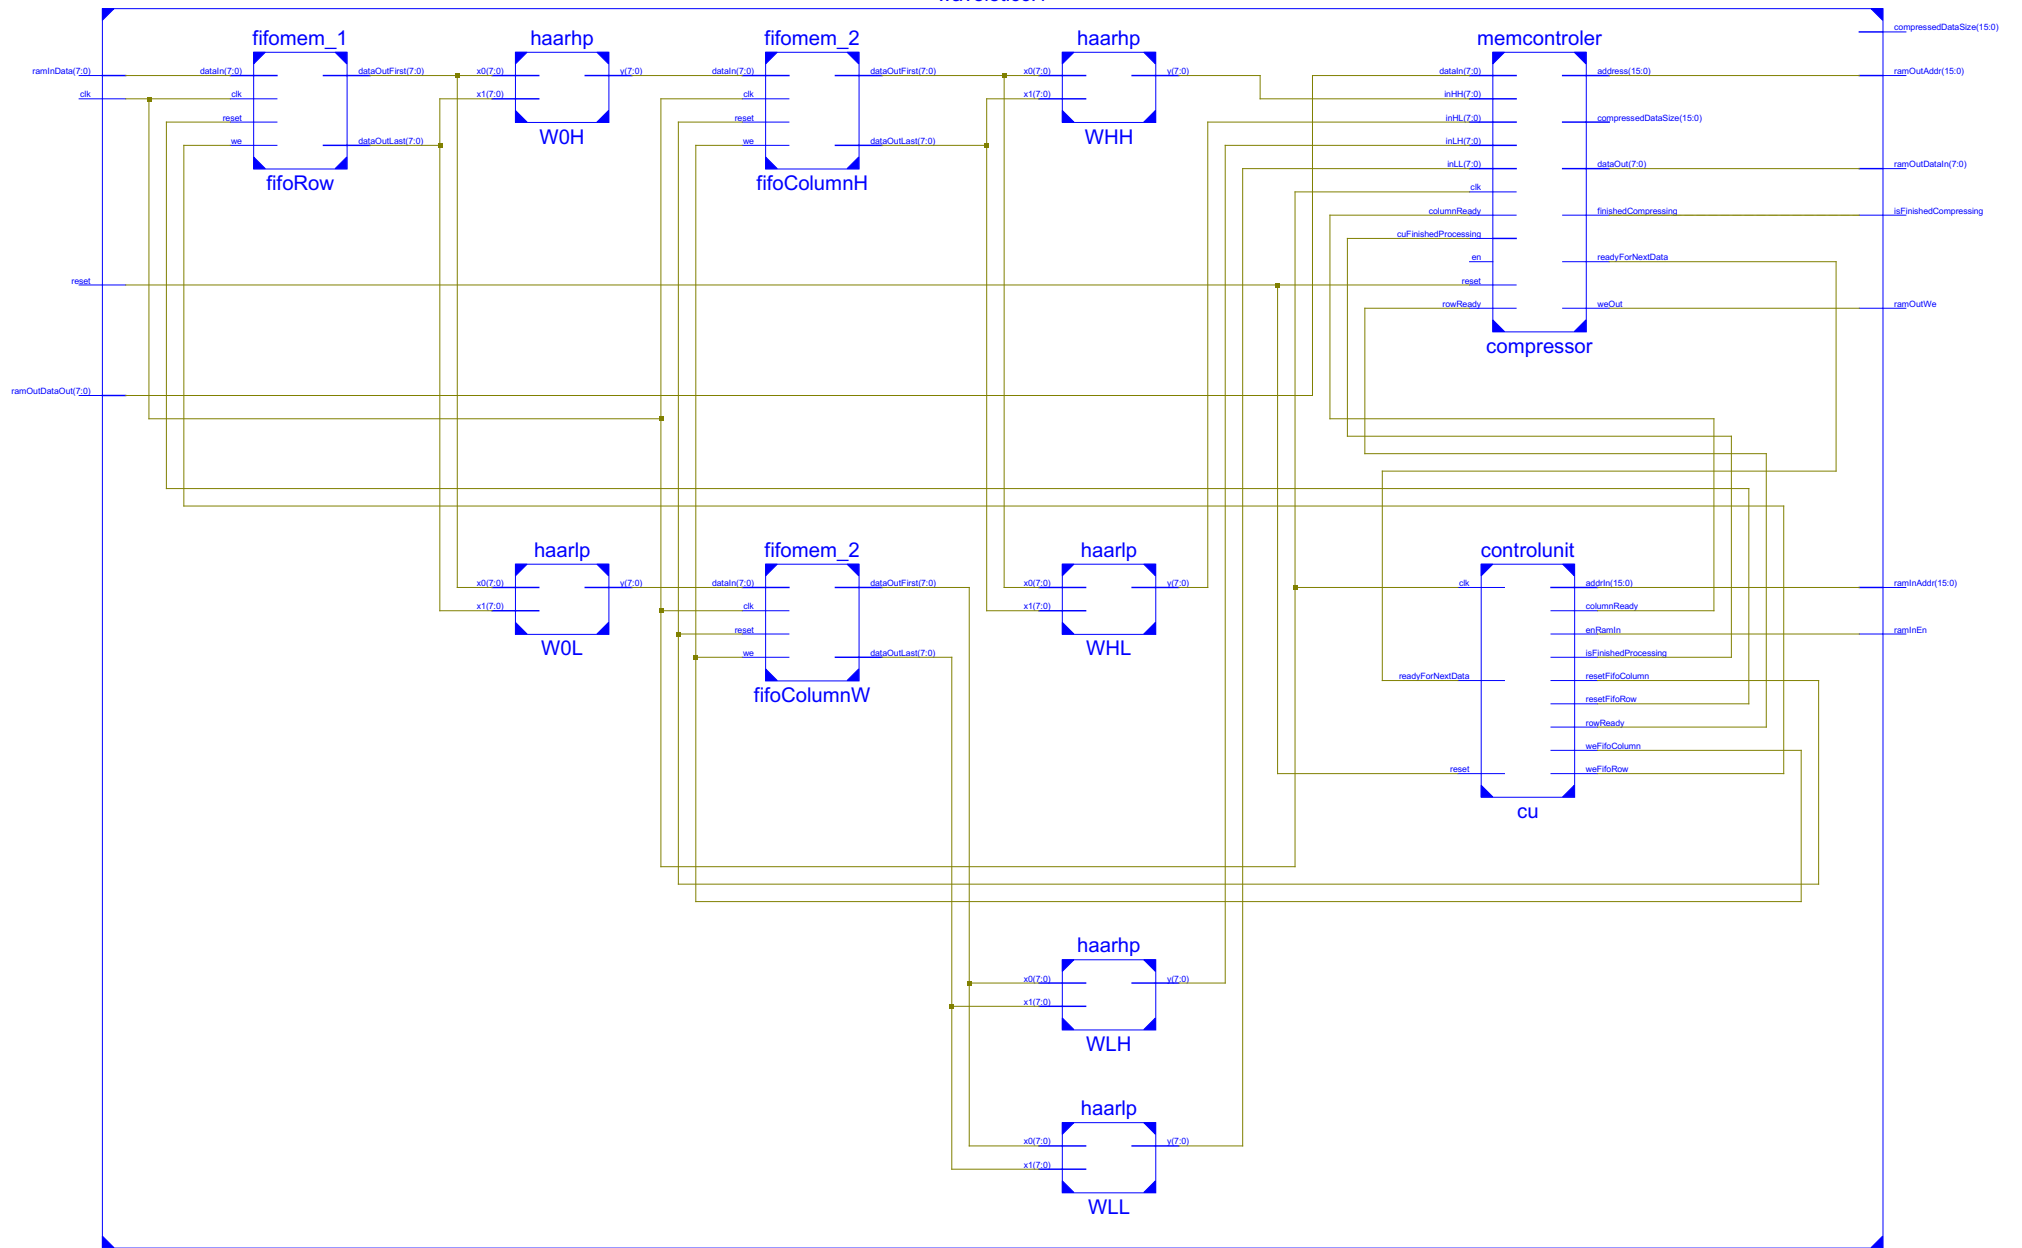 fifomem_1
haarhp
fifomem_2
haarhp
memcontroler
compressedDataSize(15:0)
ramInData(7:0)
dataIn(7:0)
dataOutFirst(7:0)
x0(7:0)
y(7:0)
dataIn(7:0)
dataOutFirst(7:0)
x0(7:0)
y(7:0)
dataIn(7:0)
address(15:0)
ramOutAddr(15:0)
clk
clk
x1(7:0)
clk
x1(7:0)
inHH(7:0)
reset
reset
inHL(7:0)
compressedDataSize(15:0)
we
dataOutLast(7:0)
W0H
we
dataOutLast(7:0)
WHH
inLH(7:0)
inLL(7:0)
dataOut(7:0)
ramOutDataIn(7:0)
fifoRow
fifoColumnH
clk
columnReady
finishedCompressing
isFinishedCompressing
cuFinishedProcessing
en
readyForNextData
reset
reset
rowReady
weOut
ramOutWe
compressor
ramOutDataOut(7:0)
haarlp
fifomem_2
haarlp
controlunit
x0(7:0)
y(7:0)
dataIn(7:0)
dataOutFirst(7:0)
x0(7:0)
y(7:0)
clk
addrIn(15:0)
ramInAddr(15:0)
x1(7:0)
clk
x1(7:0)
columnReady
reset
enRamIn
ramInEn
W0L
we
dataOutLast(7:0)
WHL
isFinishedProcessing
readyForNextData
resetFifoColumn
fifoColumnW
resetFifoRow
rowReady
weFifoColumn
reset
weFifoRow
cu
haarhp
x0(7:0)
y(7:0)
x1(7:0)
WLH
haarlp
x0(7:0)
y(7:0)
x1(7:0)
WLL